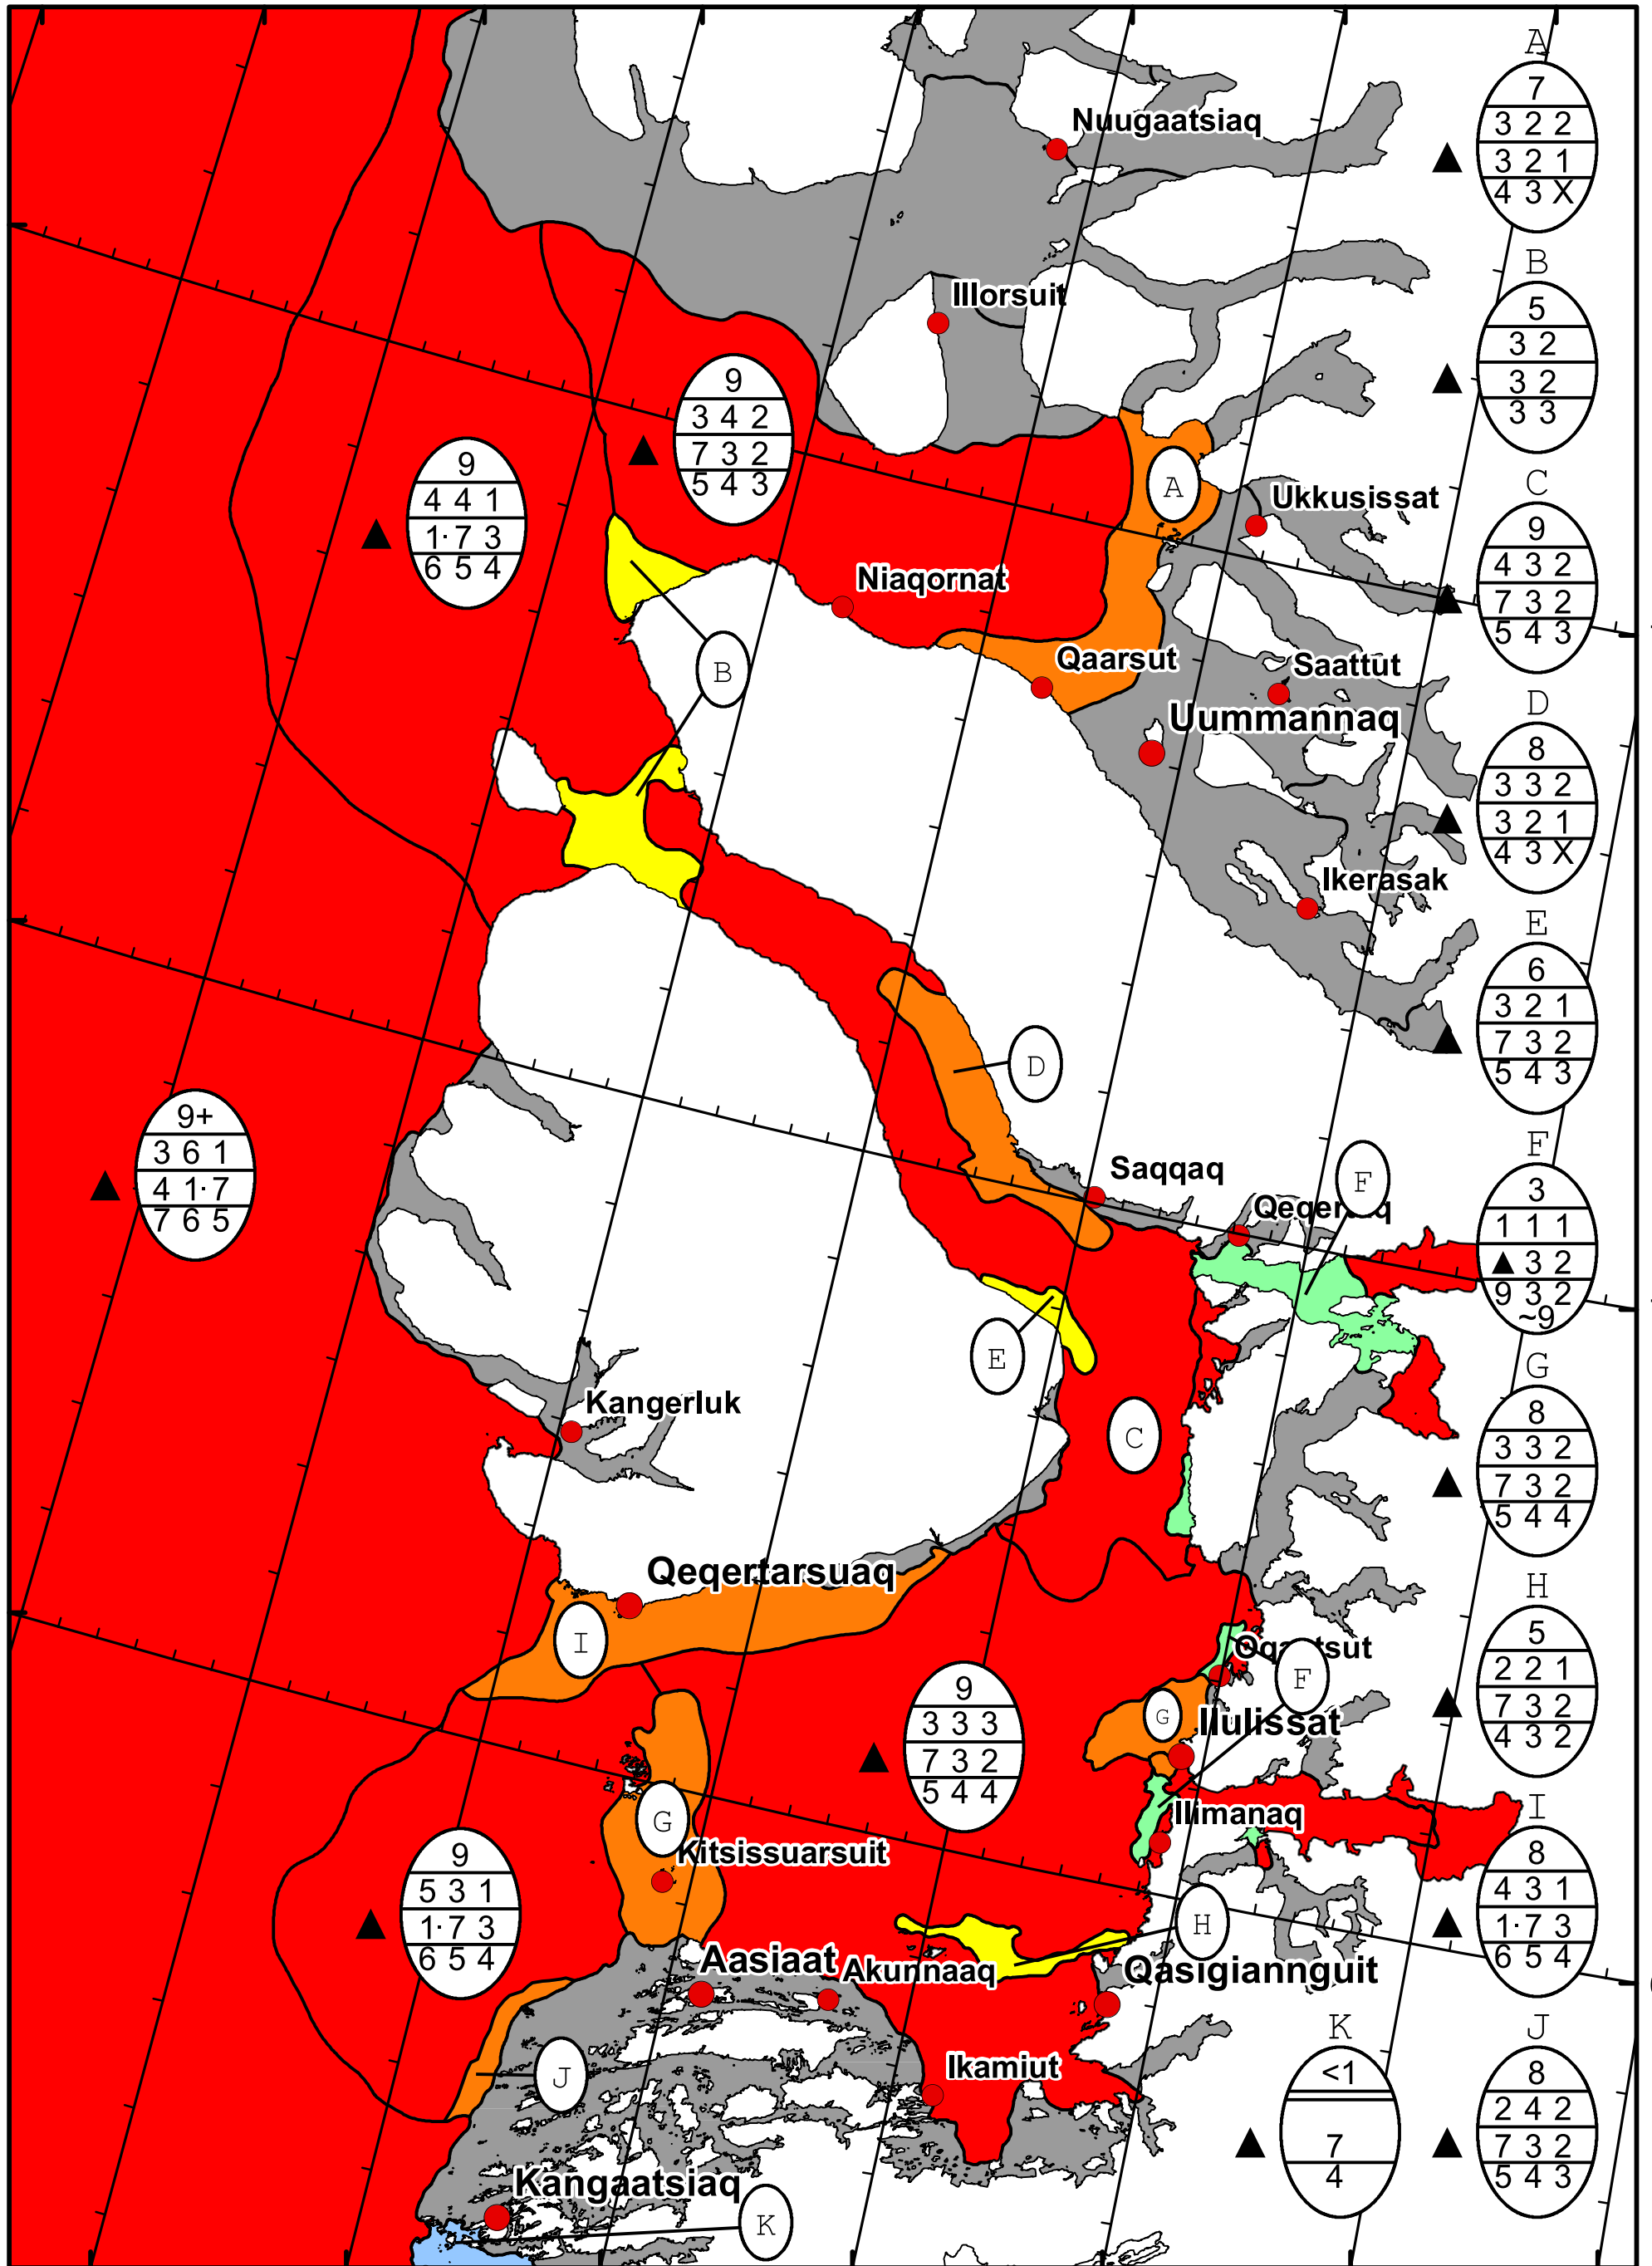 A
7
3 2 2
3 2 1
4 3 X
Nuugaatsiaq
B
5
3 2
3 2
3 3
Illorsuit
9
3 4 2
7 3 2
5 4 3
9
4 4 1
1· 7 3
6 5 4
A
Ukkusissat
C
9
4 3 2
7 3 2
5 4 3
Niaqornat
B
Qaarsut
Saattut
Uummannaq
D
8
3 3 2
3 2 1
4 3 X
Ikerasak
E
6
3 2 1
7 3 2
5 4 3
D
9+
3 6 1
4 1· 7
7 6 5
Saqqaq
F
F
3
1 1 1
▲ 3 2
9 3 2
~9
E
Kangerluk
C
G
8
3 3 2
7 3 2
5 4 4
Qeqertarsuaq
I
H
5
2 2 1
7 3 2
4 3 2
F
9
3 3 3
7 3 2
5 4 4
G
Ilulissat
G
Ilimanaq
Kitsissuarsuit
I
8
4 3 1
1· 7 3
6 5 4
9
5 3 1
1· 7 3
6 5 4
H
Aasiaat
Akunnaaq
Qasigiannguit
J
Ikamiut
K
<1
7
4
J
8
2 4 2
7 3 2
5 4 3
Kangaatsiaq
K